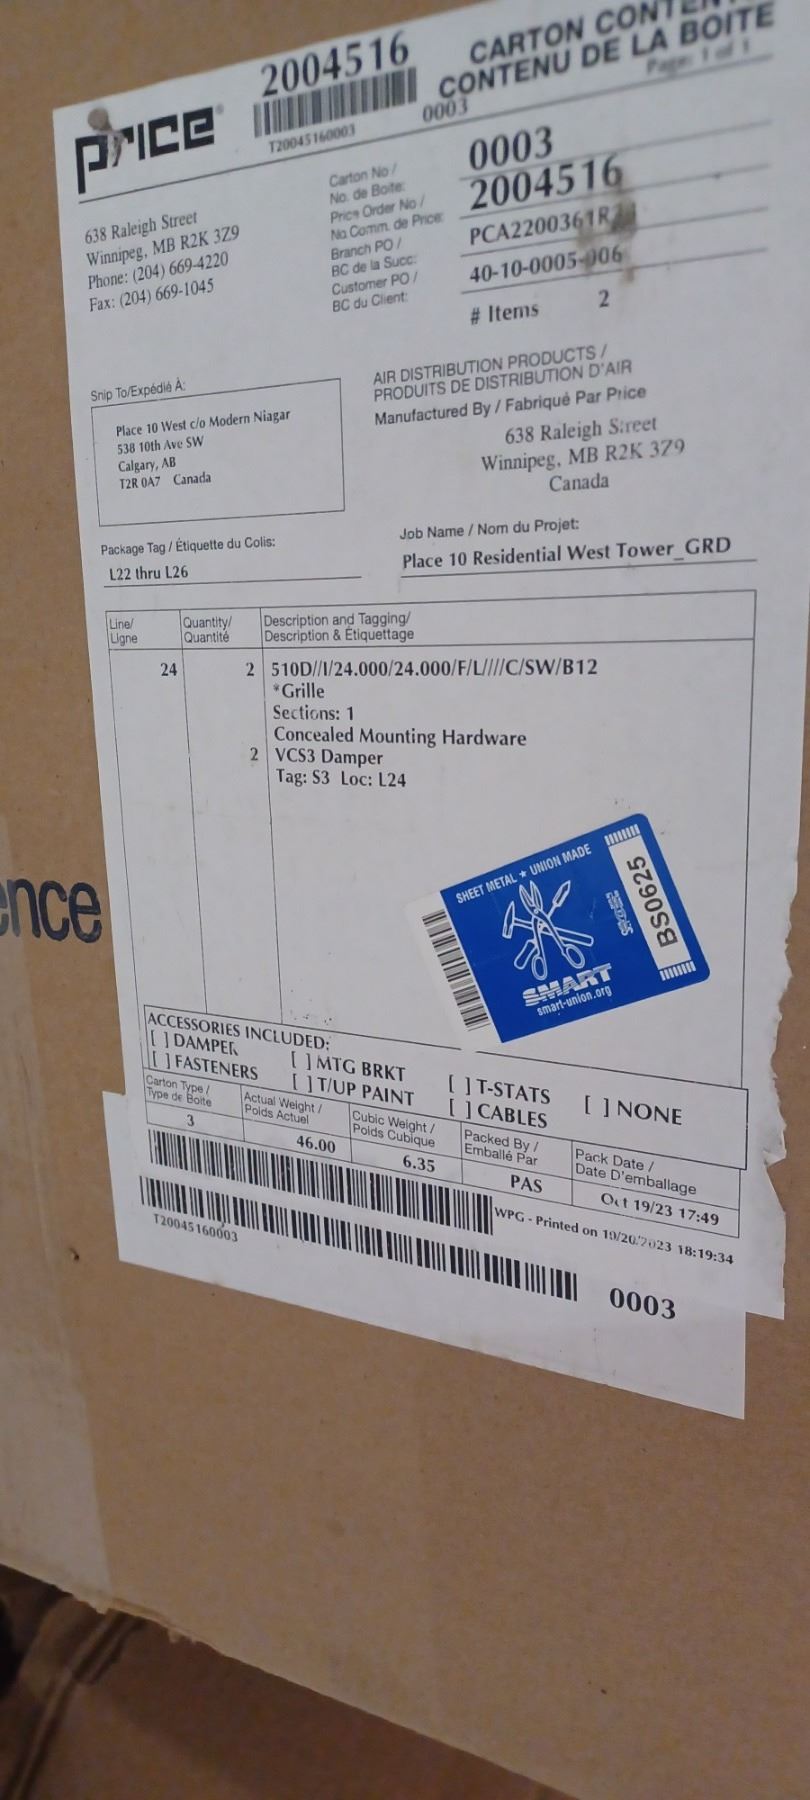 2004516
CARTON CONTEN
CONTENU DE LA BOITE
Page: 1 of 1
price
T20045160003
0003
638 Raleigh Street
Winnipeg, MB R2K 3Z9
Phone: (204) 669-4220
Fax: (204) 669-1045
Carton No /
No. de Boite:
0003
Price Order No /
No Comm. de Price:
2004516
Branch PO /
BC de la Succ:
PCA2200361R
Customer PO /
BC du Client:
40-10-0005-006
# Items 2
Ship To/Expédié À:
Place 10 West c/o Modern Niagar
538 10th Ave SW
Calgary, AB
T2R 0A7 Canada
AIR DISTRIBUTION PRODUCTS /
PRODUITS DE DISTRIBUTION D'AIR
Manufactured By / Fabriqué Par Price
638 Raleigh Street
Winnipeg, MB R2K 3Z9
Canada
Package Tag / Étiquette du Colis:
L22 thru L26
Job Name / Nom du Projet:
Place 10 Residential West Tower_GRD
Line/
Ligne
Quantity/
Quantité
Description and Tagging/
Description & Étiquettage
24 2 510D//I/24.000/24.000/F/L////C/SW/B12
*Grille
Sections: 1
Concealed Mounting Hardware
2 VCS3 Damper
Tag: S3 Loc: L24
SHEET METAL ★ UNION MADE
SMART
smart-union.org
BS0625
ence
ACCESSORIES INCLUDED:
[ ] DAMPER [ ] MTG BRKT [ ] T-STATS [ ] NONE
[ ] FASTENERS [ ] T/UP PAINT [ ] CABLES
Carton Type /
Type de Boite
3
Actual Weight /
Poids Actuel
46.00
Cubic Weight /
Poids Cubique
6.35
Packed By /
Emballé Par
PAS
Pack Date /
Date D'emballage
Oct 19/23 17:49
WPG - Printed on 10/20/2023 18:19:34
T20045160003
0003